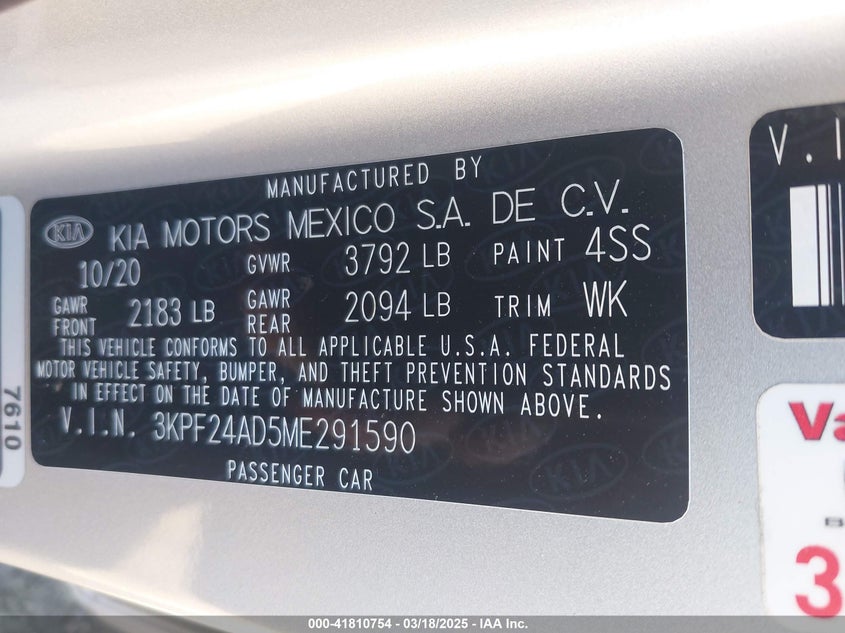 MANUFACTURED BY
KIA KIA MOTORS MEXICO S.A. DE C.V.
10/20 GVWR 3792 LB PAINT 4SS
GAWR FRONT 2183 LB GAWR REAR 2094 LB TRIM WK
THIS VEHICLE CONFORMS TO ALL APPLICABLE U.S.A. FEDERAL
MOTOR VEHICLE SAFETY, BUMPER, AND THEFT PREVENTION STANDARDS
IN EFFECT ON THE DATE OF MANUFACTURE SHOWN ABOVE.
V.I.N. 3KPF24AD5ME291590
PASSENGER CAR
7610
V.I
Va
3
000-41810754 - 03/18/2025 - IAA Inc.